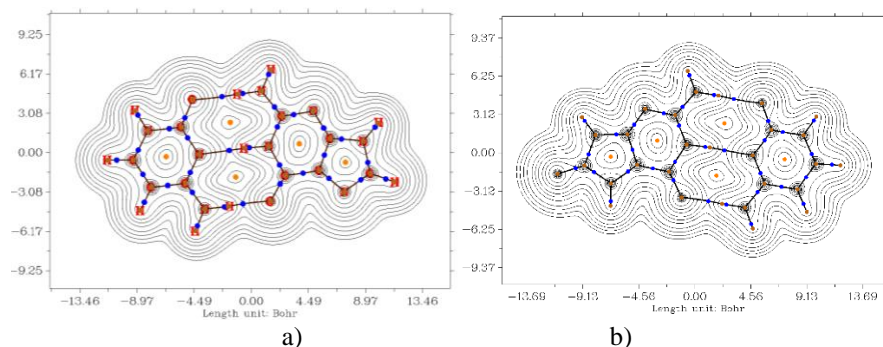 9.25
6.17
3.08
0.00
−3.08
−6.17
−9.25
−13.46 −8.97 −4.49 0.00 4.49 8.97 13.46
Length unit: Bohr
a)
9.37
6.25
3.12
0.00
−3.13
−6.25
−9.37
−13.69 −9.13 −4.56 0.00 4.56 9.13 13.69
Length unit: Bohr
b)